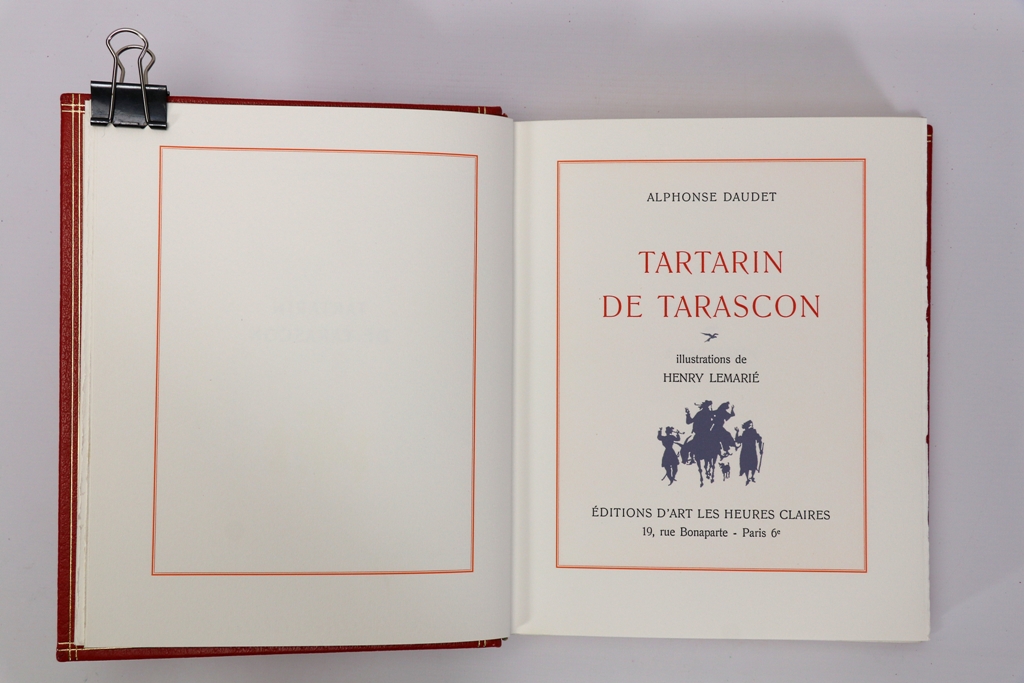 ALPHONSE DAUDET
TARTARIN
DE TARASCON
illustrations de
HENRY LEMARIÉ
ÉDITIONS D'ART LES HEURES CLAIRES
19, rue Bonaparte - Paris 6ᵉ